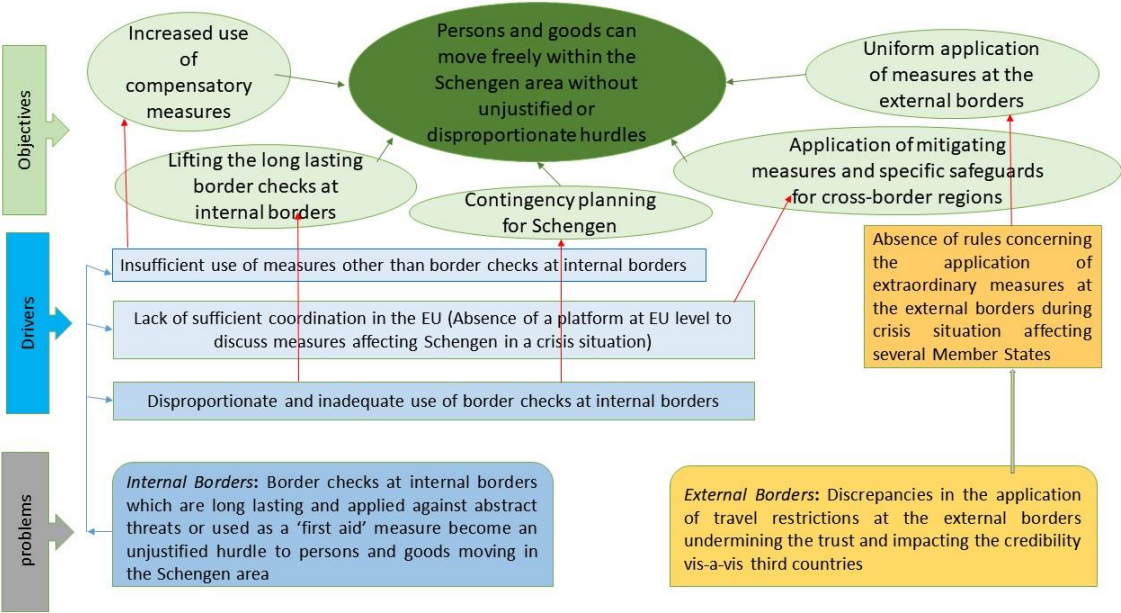 Objectives
Increased use
of
compensatory
measures
Persons and goods can
move freely within the
Schengen area without
unjustified or
disproportionate hurdles
Uniform application
of measures at the
external borders
Lifting the long lasting
border checks at
internal borders
Contingency planning
for Schengen
Application of mitigating
measures and specific safeguards
for cross-border regions
Drivers
Insufficient use of measures other than border checks at internal borders
Lack of sufficient coordination in the EU (Absence of a platform at EU level to
discuss measures affecting Schengen in a crisis situation)
Disproportionate and inadequate use of border checks at internal borders
Absence of rules concerning
the application of
extraordinary measures at
the external borders during
crisis situation affecting
several Member States
problems
Internal Borders: Border checks at internal borders
which are long lasting and applied against abstract
threats or used as a ‘first aid’ measure become an
unjustified hurdle to persons and goods moving in
the Schengen area
External Borders: Discrepancies in the application
of travel restrictions at the external borders
undermining the trust and impacting the credibility
vis-a-vis third countries